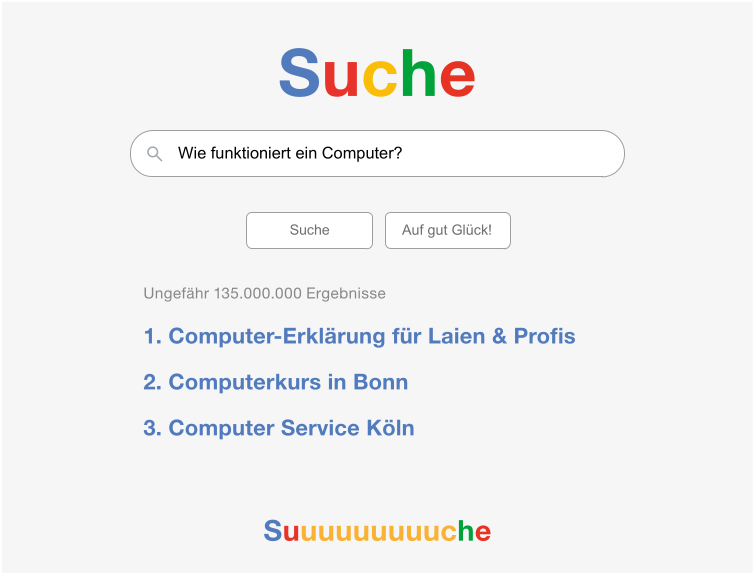 Suche
Wie funktioniert ein Computer?
Suche
Auf gut Glück!
Ungefähr 135.000.000 Ergebnisse
1. Computer-Erklärung für Laien & Profis
2. Computerkurs in Bonn
3. Computer Service Köln
Suuuuuuuuuche